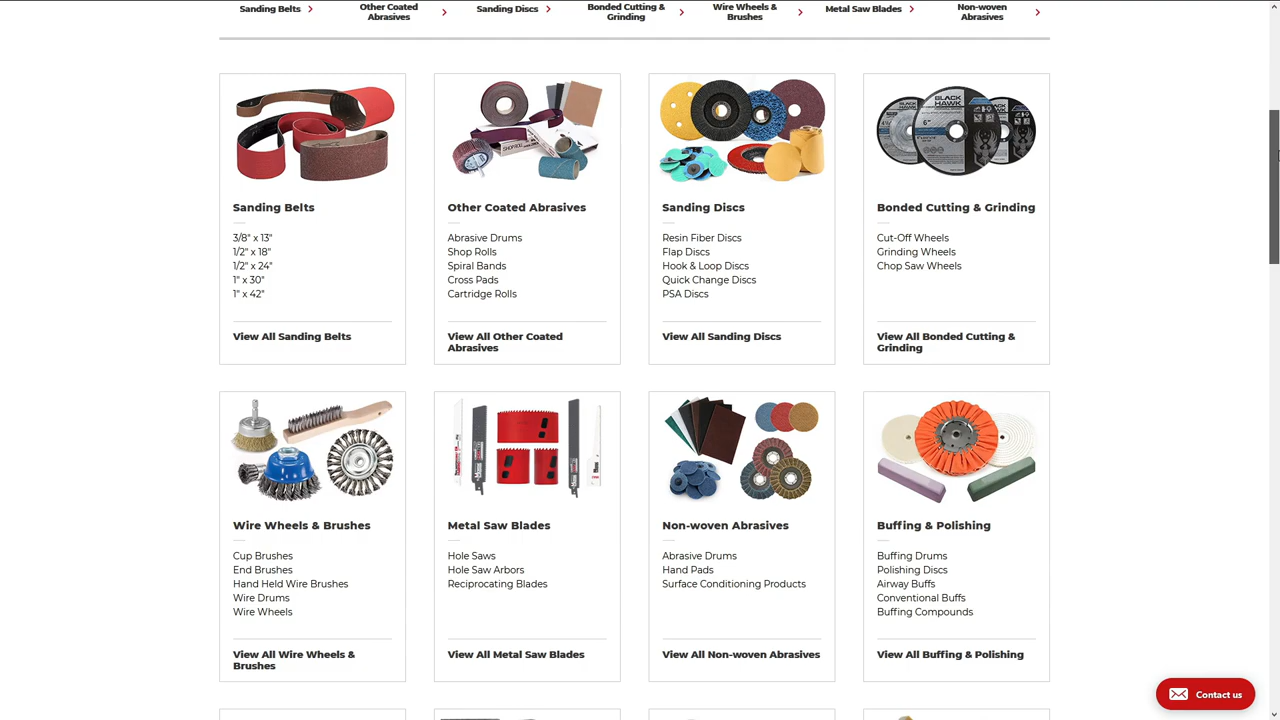 Sanding Belts
Other Coated
Abrasives
Sanding Discs
Bonded Cutting &
Grinding
Wire Wheels &
Brushes
Metal Saw Blades
Non-woven
Abrasives
BLACK
HAWK
6"
Sanding Belts
3/8" x 13"
1/2" x 18"
1/2" x 24"
1" x 30"
1" x 42"
View All Sanding Belts
Other Coated Abrasives
Abrasive Drums
Shop Rolls
Spiral Bands
Cross Pads
Cartridge Rolls
View All Other Coated
Abrasives
Sanding Discs
Resin Fiber Discs
Flap Discs
Hook & Loop Discs
Quick Change Discs
PSA Discs
View All Sanding Discs
Bonded Cutting & Grinding
Cut-Off Wheels
Grinding Wheels
Chop Saw Wheels
View All Bonded Cutting &
Grinding
Wire Wheels & Brushes
Cup Brushes
End Brushes
Hand Held Wire Brushes
Wire Drums
Wire Wheels
View All Wire Wheels &
Brushes
Metal Saw Blades
Hole Saws
Hole Saw Arbors
Reciprocating Blades
View All Metal Saw Blades
Non-woven Abrasives
Abrasive Drums
Hand Pads
Surface Conditioning Products
View All Non-woven Abrasives
Buffing & Polishing
Buffing Drums
Polishing Discs
Airway Buffs
Conventional Buffs
Buffing Compounds
View All Buffing & Polishing
Contact us